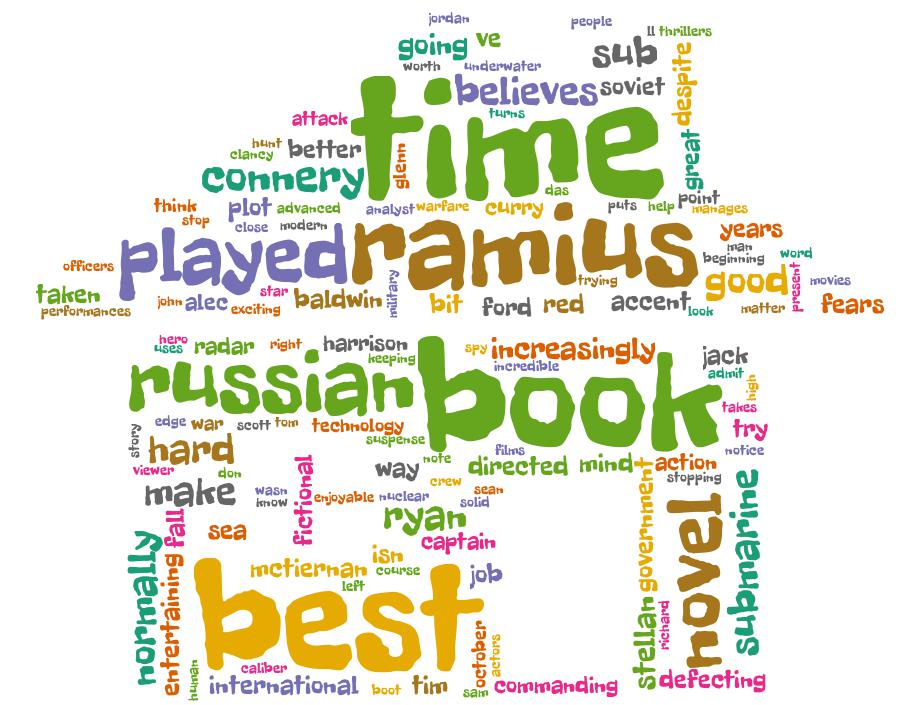 jordan
people
going ve
sub
ll thrillers
worth underwater
believes soviet
despite
time
turns
attack
hunt
clancy better
glenn
great
connery
das
think plot advanced analyst warfare curry puts help point manages
stop close modern
played ramius years
man
beginning word
officers
taken
performances
john alec exciting star baldwin military bit ford red trying accent look good matter present movies fears
hero
uses radar right harrison keeping
spy increasingly jack
incredible admit
russian book high
takes
edge war scott tom technology try
story hard suspense notice
viewer don way note directed films mind action
stopping
make wasn
know fictional enjoyable nuclear crew sean
solid
fall sea ryan government novel submarine
captain
normally entertaining mctiernan isn
course job
left
best
stellan richard
october actors
human caliber
international boot tim sam commanding defecting